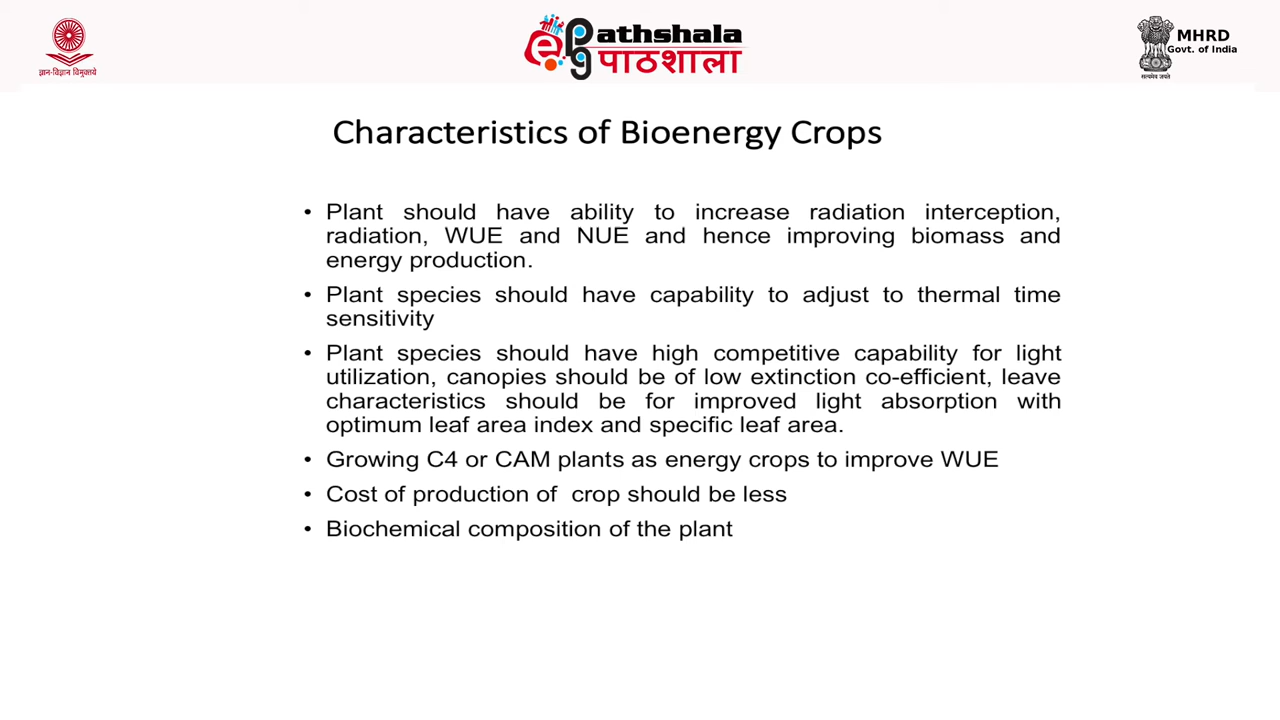 ज्ञान-विज्ञान विमुक्तये
e Pathshala
पाठशाला
MHRD
Govt. of India
सत्यमेव जयते
Characteristics of Bioenergy Crops
• Plant should have ability to increase radiation interception,
radiation, WUE and NUE and hence improving biomass and
energy production.
• Plant species should have capability to adjust to thermal time
sensitivity
• Plant species should have high competitive capability for light
utilization, canopies should be of low extinction co-efficient, leave
characteristics should be for improved light absorption with
optimum leaf area index and specific leaf area.
• Growing C4 or CAM plants as energy crops to improve WUE
• Cost of production of crop should be less
• Biochemical composition of the plant